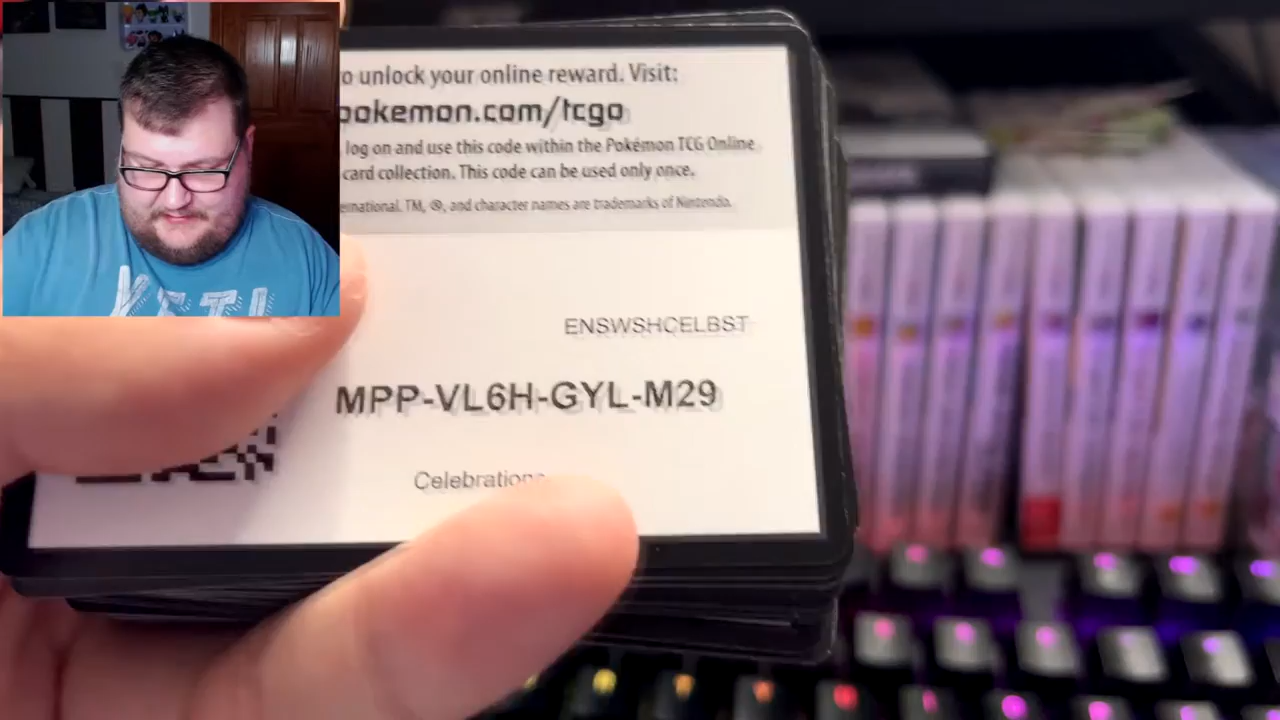 o unlock your online reward. Visit:
pokemon.com/tcgo
log on and use this code within the Pokémon TCG Online
card collection. This code can be used only once.
ernational. TM, ®, and character names are trademarks of Nintendo.
ENSWSHCELBST
MPP-VL6H-GYL-M29
Celebrations
YETI